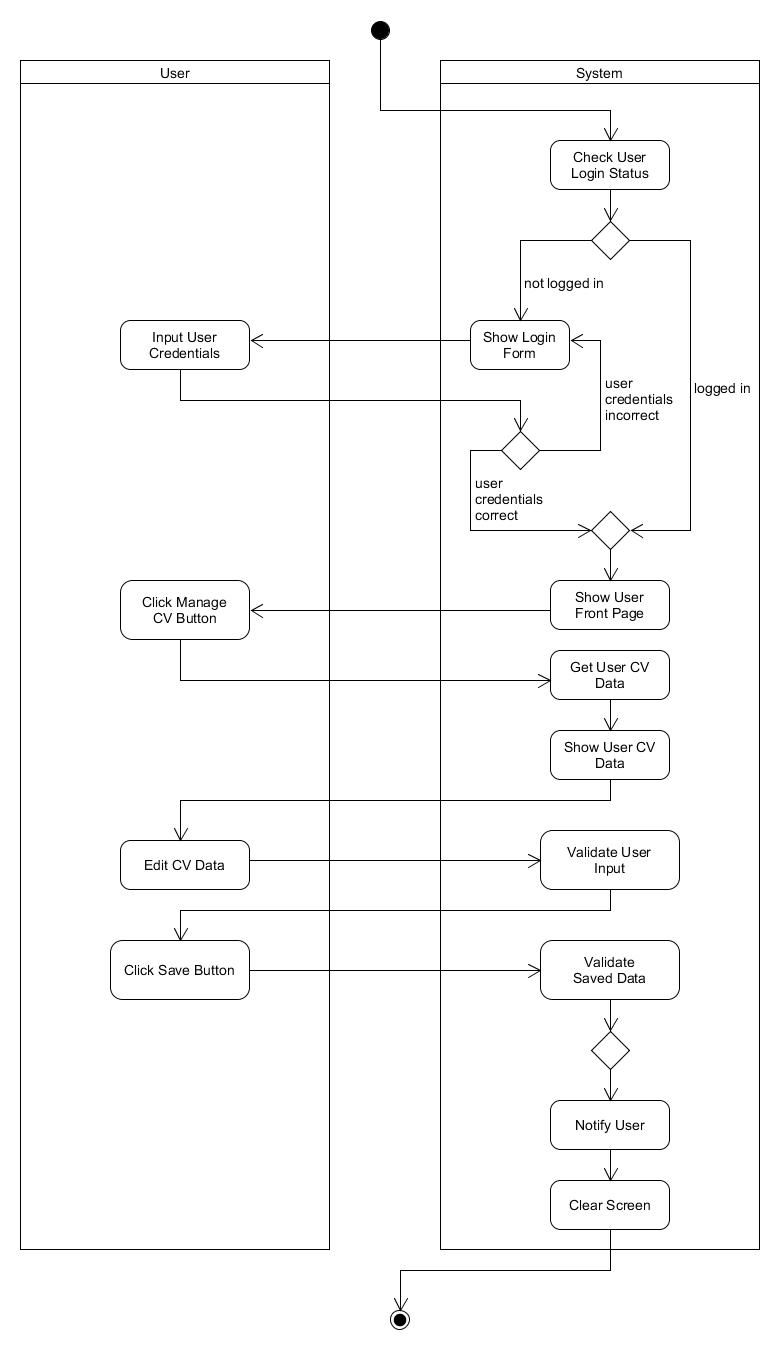 User
System
Check User
Login Status
not logged in
Input User
Credentials
Show Login
Form
user
credentials
incorrect
logged in
user
credentials
correct
Click Manage
CV Button
Show User
Front Page
Get User CV
Data
Show User CV
Data
Edit CV Data
Validate User
Input
Click Save Button
Validate
Saved Data
Notify User
Clear Screen